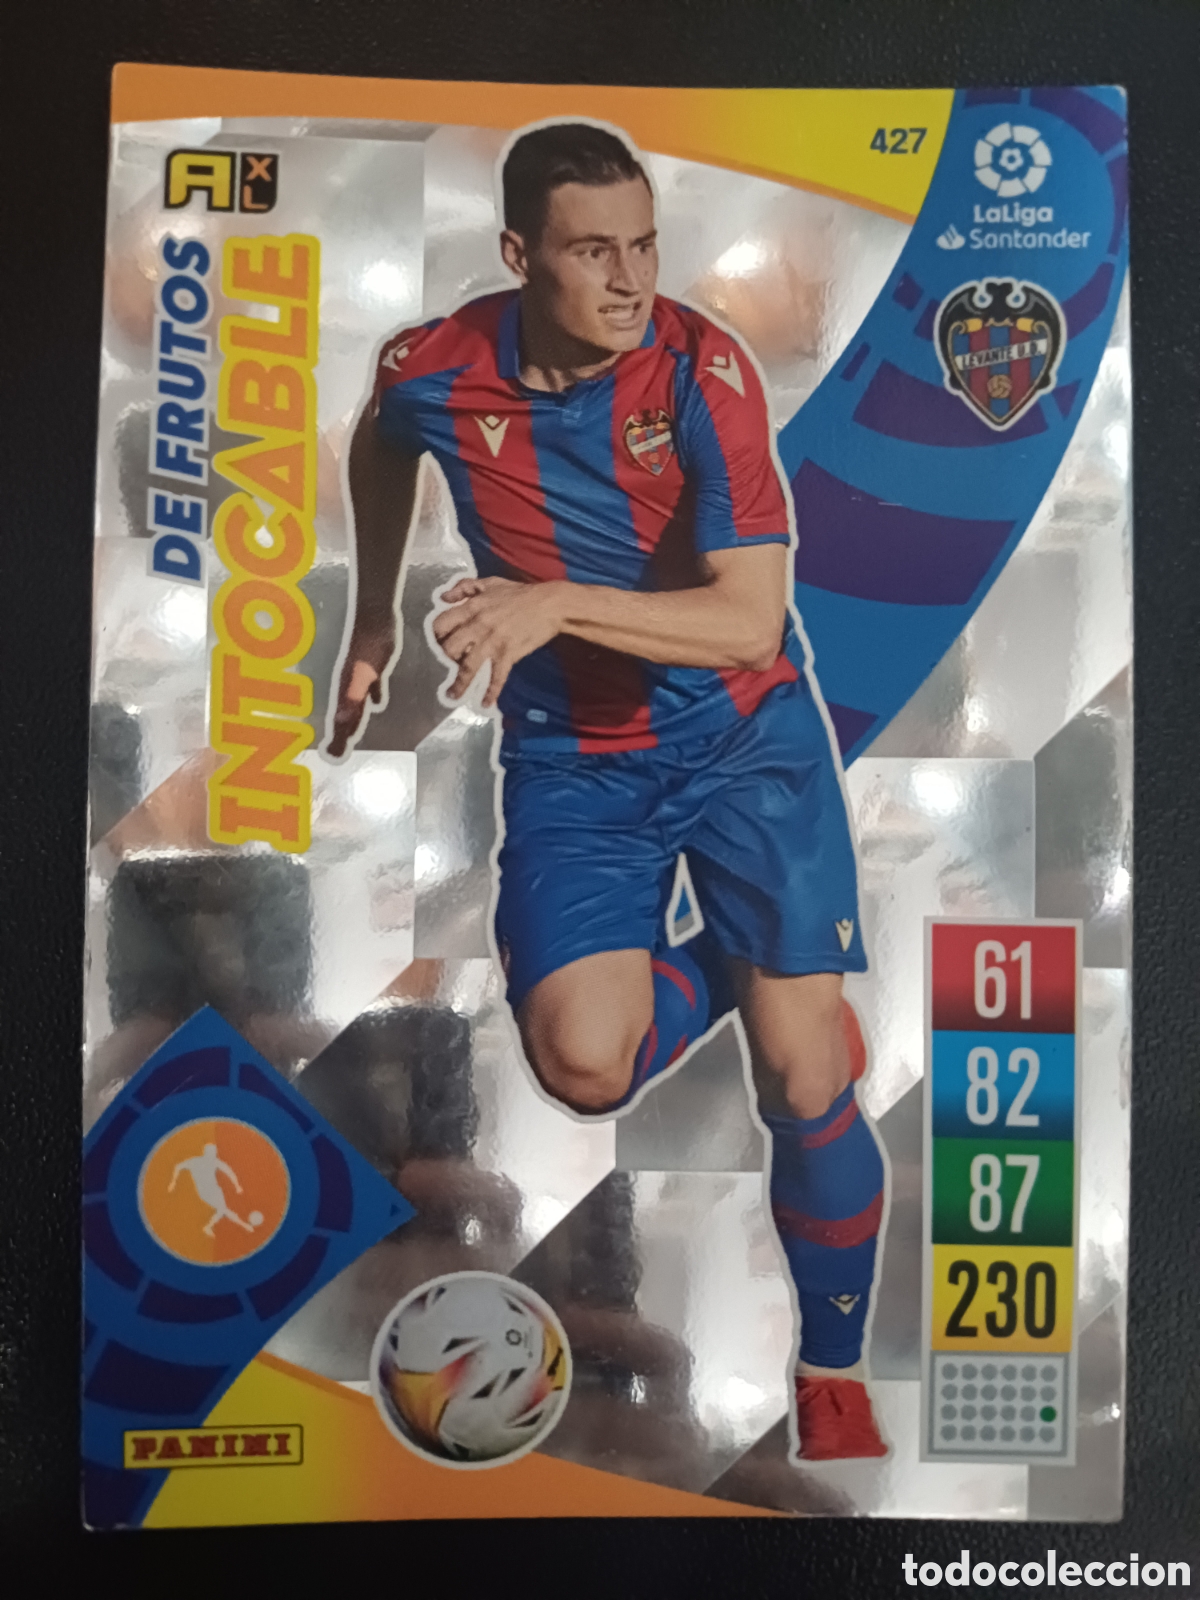 427
LaLiga
Santander
LEVANTE U.D.
A XL
DE FRUTOS
INTOCABLE
61
82
87
230
PANINI
todocoleccion